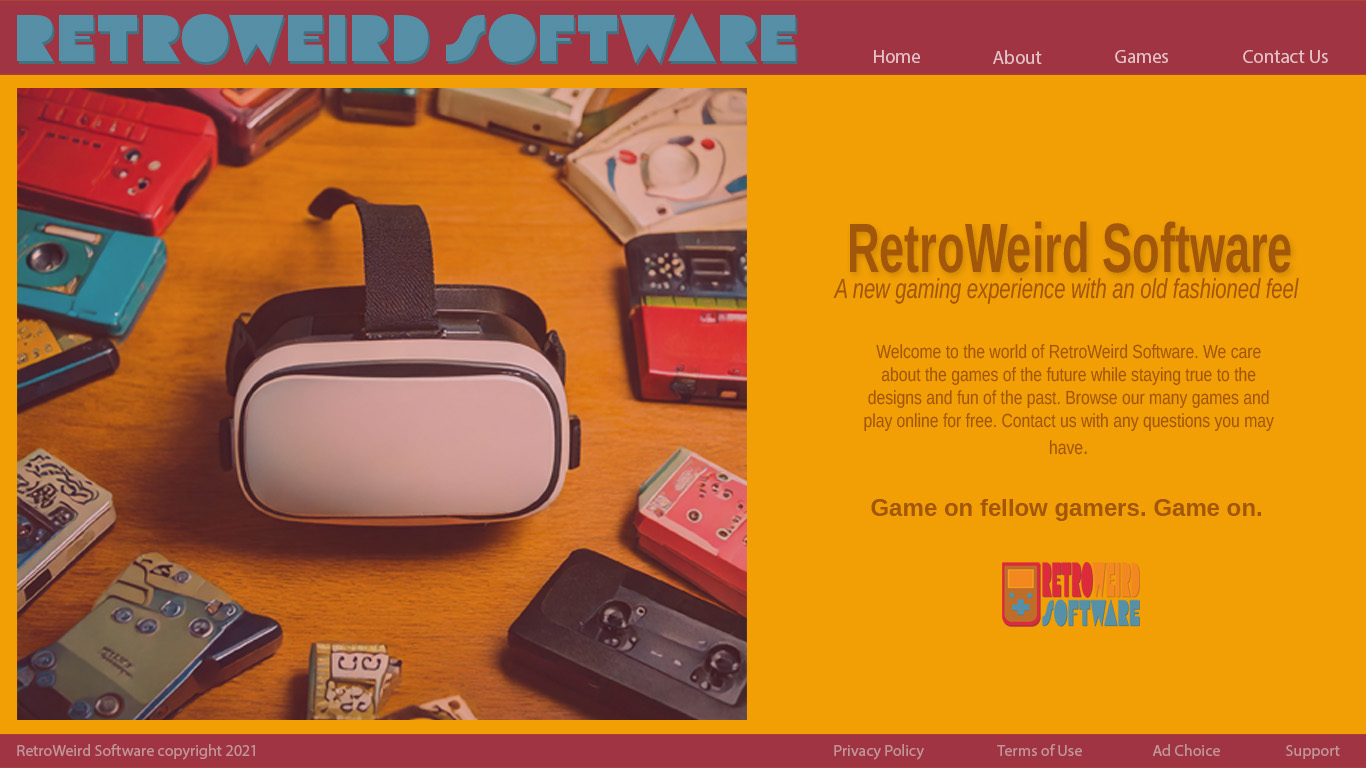 RETROWEIRD SOFTWARE
Home About Games Contact Us
RetroWeird Software
A new gaming experience with an old fashioned feel
Welcome to the world of RetroWeird Software. We care
about the games of the future while staying true to the
designs and fun of the past. Browse our many games and
play online for free. Contact us with any questions you may
have.
Game on fellow gamers. Game on.
RETROWEIRD
SOFTWARE
RetroWeird Software copyright 2021
Privacy Policy Terms of Use Ad Choice Support